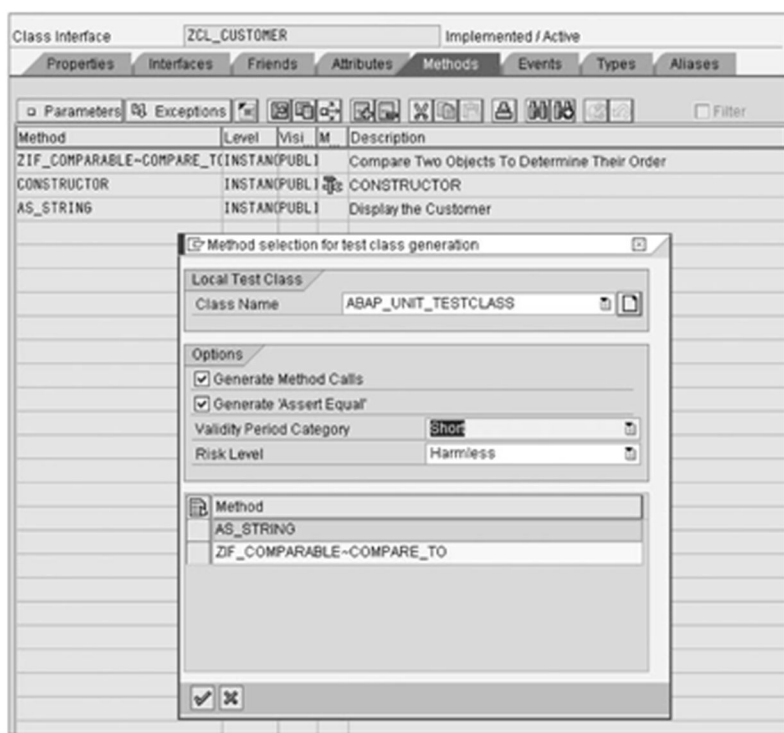 Class Interface ZCL_CUSTOMER Implemented / Active
Properties Interfaces Friends Attributes Methods Events Types Aliases
Parameters Exceptions Filter
Method Level Visi M... Description
ZIF_COMPARABLE~COMPARE_T( INSTAN( PUBLI Compare Two Objects To Determine Their Order
CONSTRUCTOR INSTAN( PUBLI CONSTRUCTOR
AS_STRING INSTAN( PUBLI Display the Customer
Method selection for test class generation
Local Test Class
Class Name ABAP_UNIT_TESTCLASS
Options
Generate Method Calls
Generate 'Assert Equal'
Validity Period Category Short
Risk Level Harmless
Method
AS_STRING
ZIF_COMPARABLE~COMPARE_TO